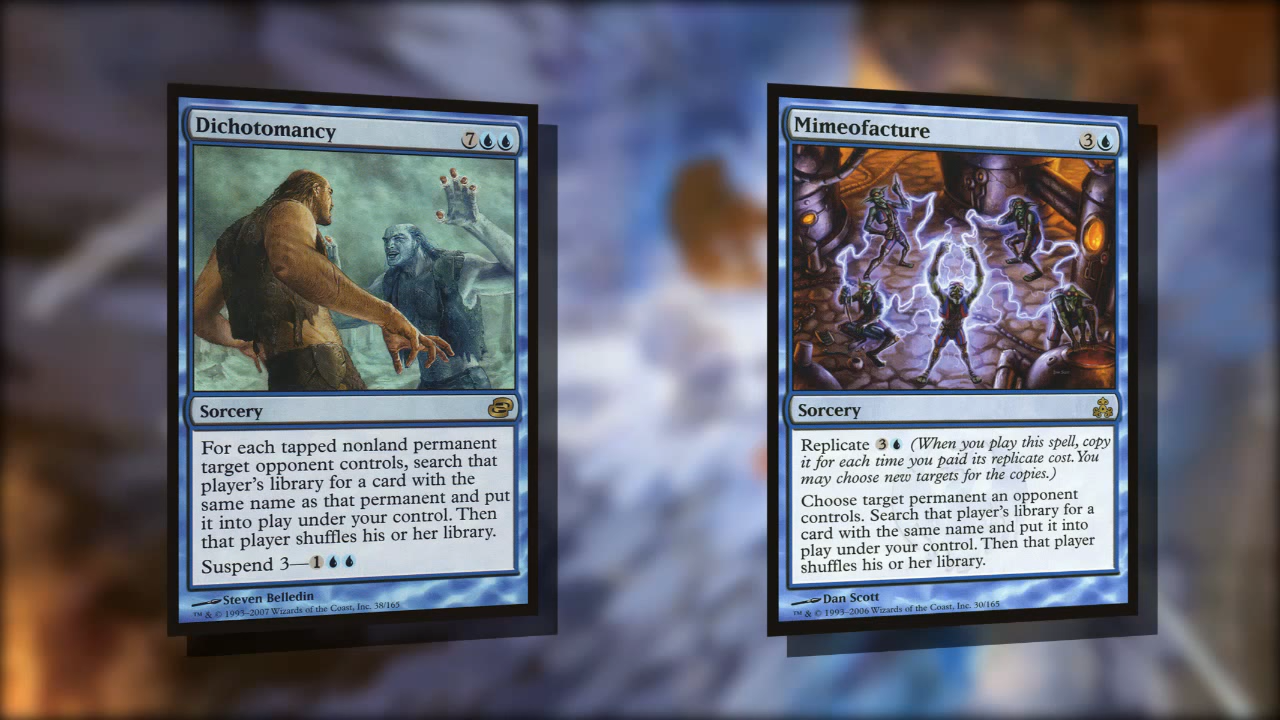 Dichotomancy
7
Sorcery
For each tapped nonland permanent
target opponent controls, search that
player's library for a card with the
same name as that permanent and put
it into play under your control. Then
that player shuffles his or her library.
Suspend 3—1
Steven Belledin
™ & © 1993–2007 Wizards of the Coast, Inc. 38/165
Mimeofacture
3
Sorcery
Replicate 3 (When you play this spell, copy
it for each time you paid its replicate cost. You
may choose new targets for the copies.)
Choose target permanent an opponent
controls. Search that player's library for a
card with the same name and put it into
play under your control. Then that player
shuffles his or her library.
Dan Scott
™ & © 1993–2006 Wizards of the Coast, Inc. 30/165